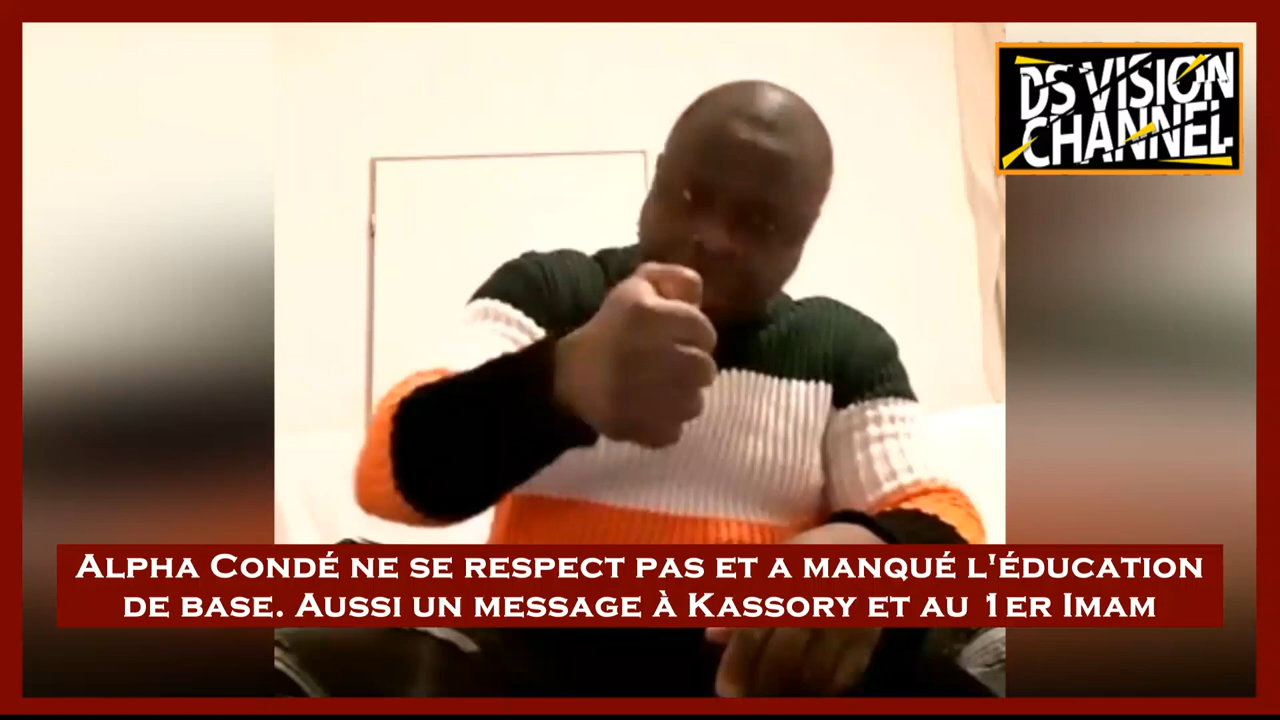 DS VISION
CHANNEL
ALPHA CONDÉ NE SE RESPECT PAS ET A MANQUÉ L'ÉDUCATION
DE BASE. AUSSI UN MESSAGE À KASSORY ET AU 1ER IMAM